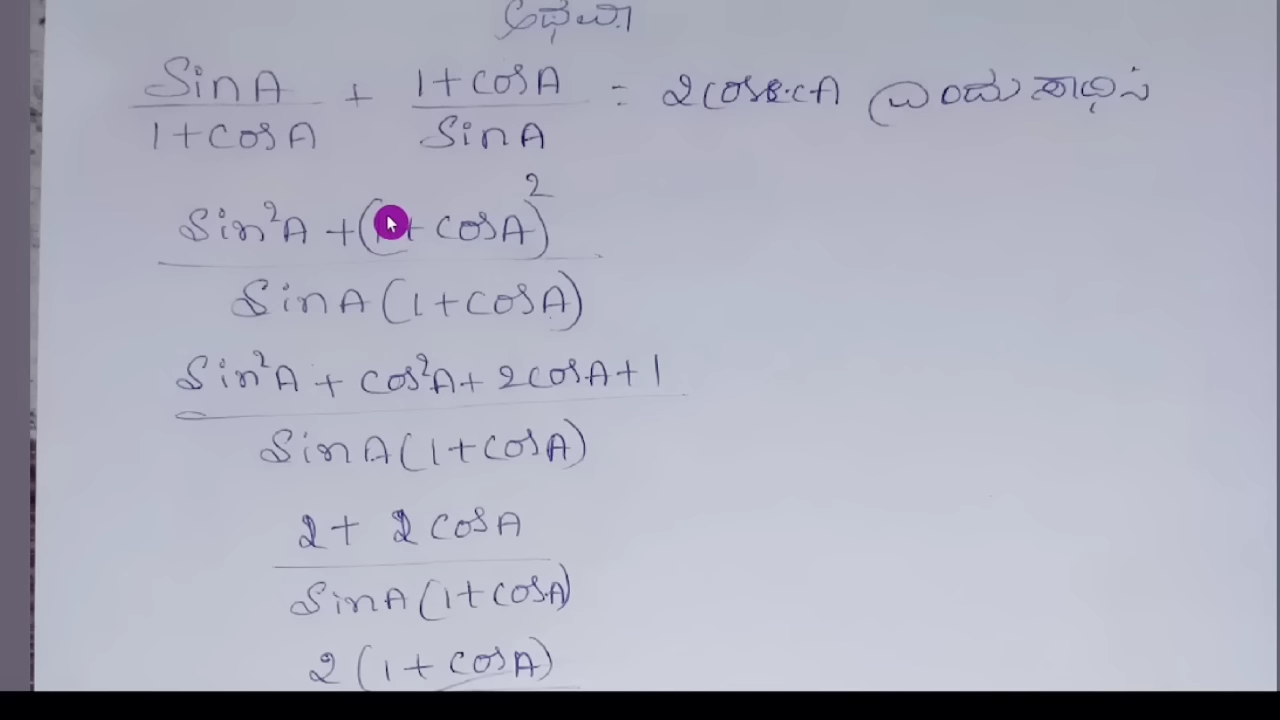 ಅಥವಾ
SinA/1+cosA + 1+cosA/SinA = 2cosecA ಎಂದು ಸಾಧಿಸಿ
Sin²A + (1+cosA)²
SinA(1+cosA)
Sin²A + cos²A + 2cosA + 1
SinA(1+cosA)
2 + 2cosA
SinA(1+cosA)
2(1+cosA)